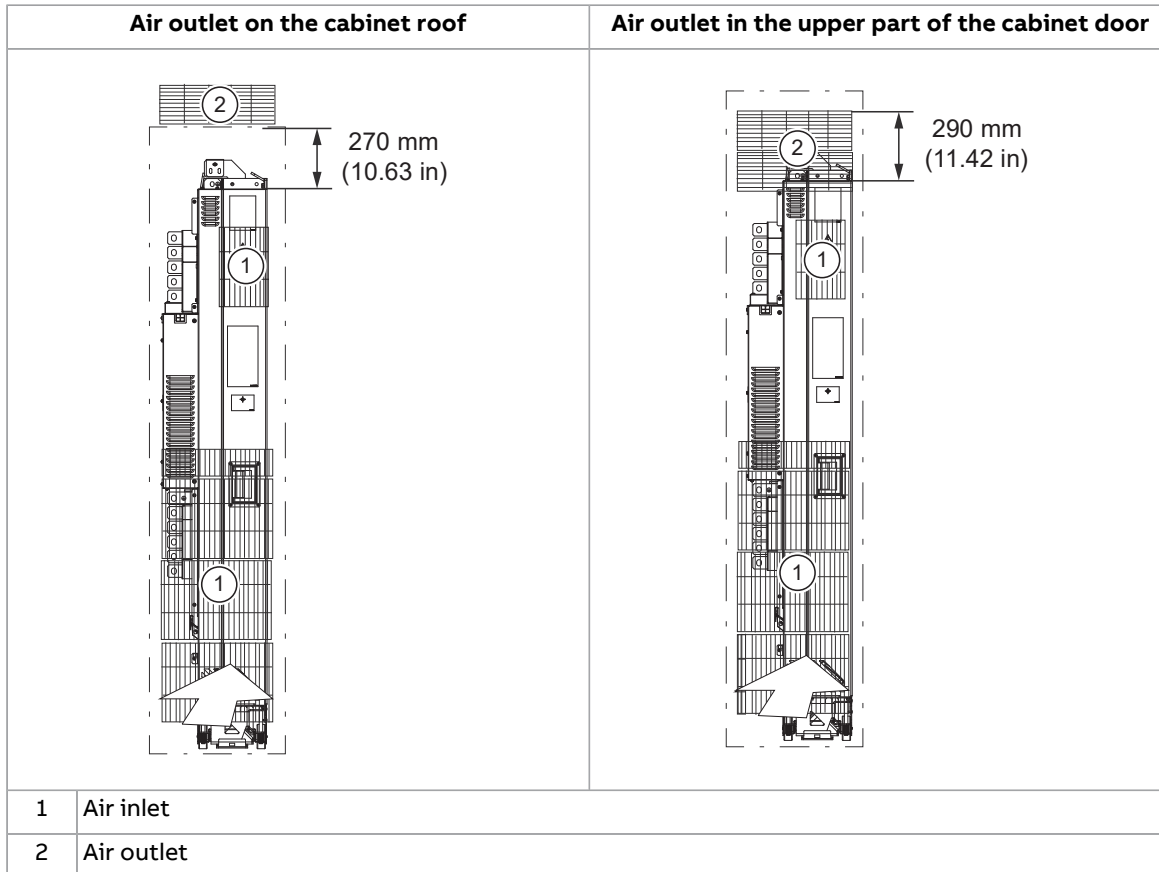 Air outlet on the cabinet roof
Air outlet in the upper part of the cabinet door
2
270 mm
(10.63 in)
1
1
2
290 mm
(11.42 in)
1
1
1 Air inlet
2 Air outlet